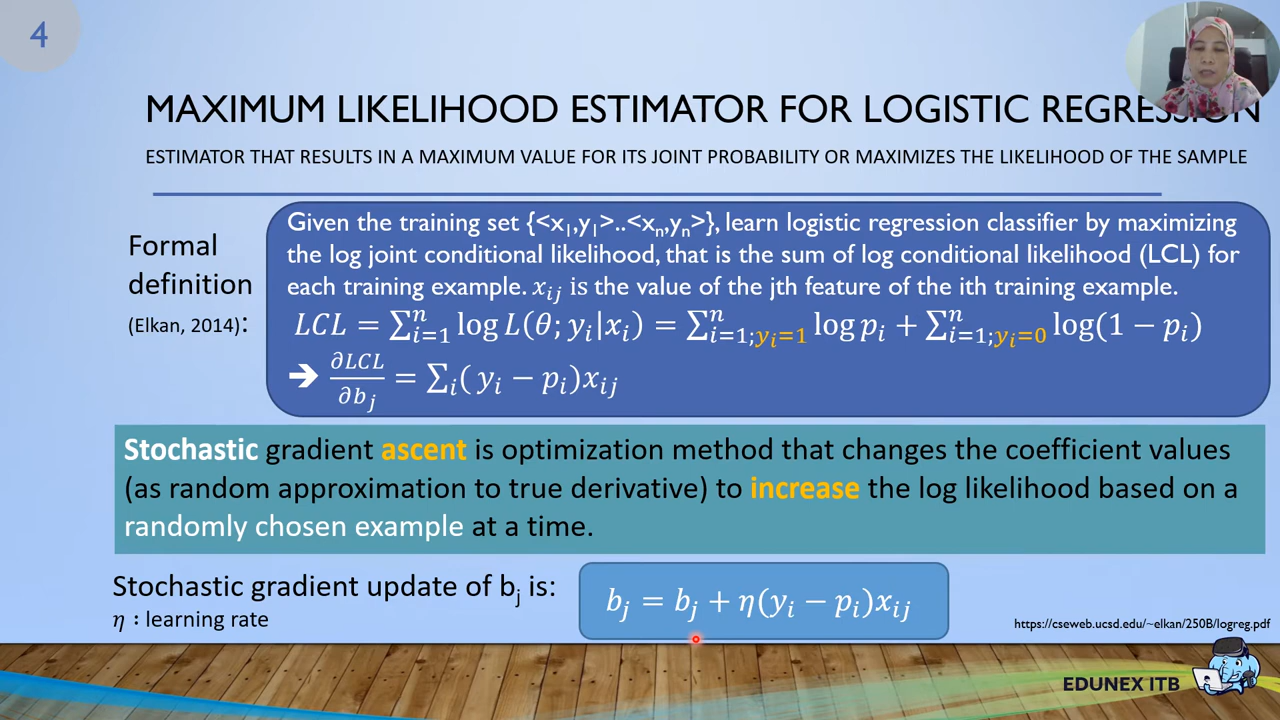 4
MAXIMUM LIKELIHOOD ESTIMATOR FOR LOGISTIC REGRESSION
ESTIMATOR THAT RESULTS IN A MAXIMUM VALUE FOR ITS JOINT PROBABILITY OR MAXIMIZES THE LIKELIHOOD OF THE SAMPLE
Formal
definition
(Elkan, 2014):
Given the training set {<x₁,y₁>..<xₙ,yₙ>}, learn logistic regression classifier by maximizing
the log joint conditional likelihood, that is the sum of log conditional likelihood (LCL) for
each training example. 𝑥ᵢⱼ is the value of the jth feature of the ith training example.
LCL = ∑ⁿᵢ₌₁ log L(θ; yᵢ|xᵢ) = ∑ⁿᵢ₌₁;yᵢ₌₁ log pᵢ + ∑ⁿᵢ₌₁;yᵢ₌₀ log(1 − pᵢ)
➔ ∂LCL/∂bⱼ = ∑ᵢ( yᵢ − pᵢ)xᵢⱼ
Stochastic gradient ascent is optimization method that changes the coefficient values
(as random approximation to true derivative) to increase the log likelihood based on a
randomly chosen example at a time.
Stochastic gradient update of bⱼ is:
η : learning rate
bⱼ = bⱼ + η(yᵢ − pᵢ)xᵢⱼ
https://cseweb.ucsd.edu/~elkan/250B/logreg.pdf
EDUNEX ITB